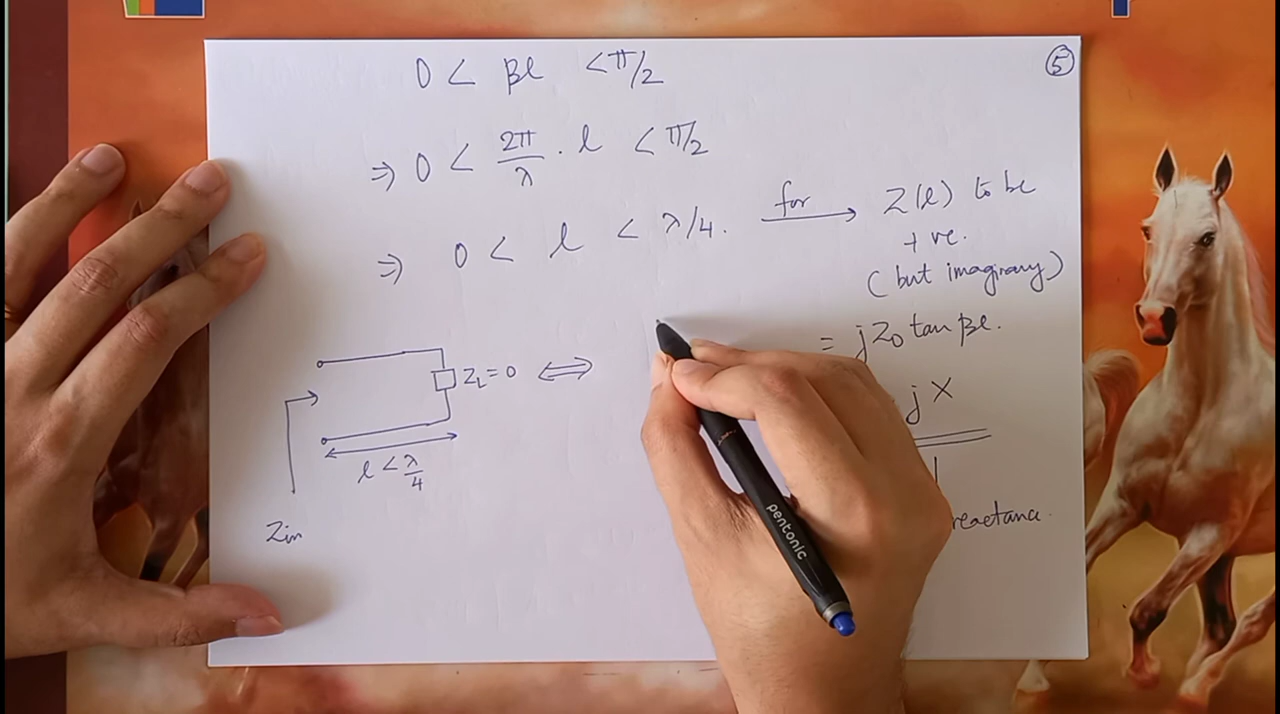 5
0 < βl < π/2
⇒ 0 < 2π/λ . l < π/2
⇒ 0 < l < λ/4. for → Z(l) to be
+ve.
(but imaginary)
= jZ₀ tan βl.
jX
reactance.
Z_L = 0 ⇔
l < λ/4
Zin
pentonic